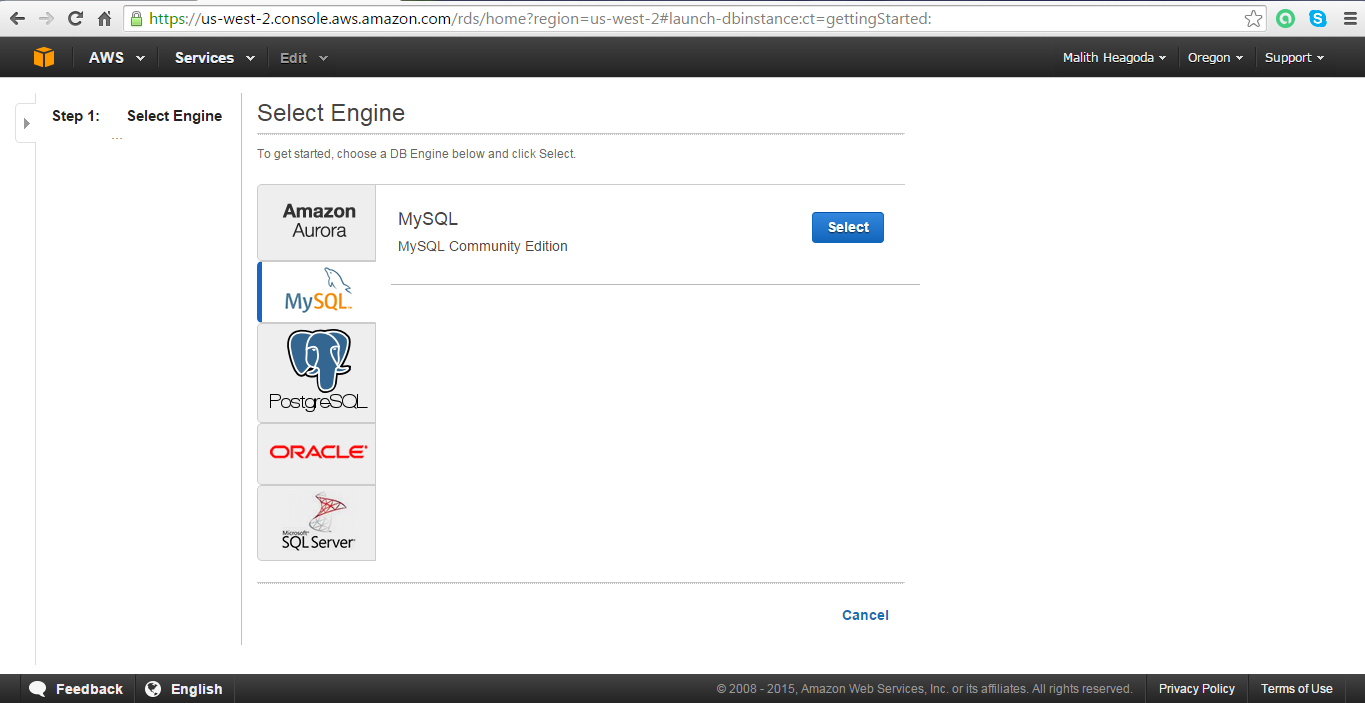 https://us-west-2.console.aws.amazon.com/rds/home?region=us-west-2#launch-dbinstance:ct=gettingStarted:
AWS Services Edit Malith Heagoda Oregon Support
Step 1: Select Engine
...
Select Engine
To get started, choose a DB Engine below and click Select.
Amazon
Aurora
MySQL
MySQL Community Edition
Select
MySQL
PostgreSQL
ORACLE
Microsoft
SQL Server
Cancel
Feedback English © 2008 - 2015, Amazon Web Services, Inc. or its affiliates. All rights reserved. Privacy Policy Terms of Use